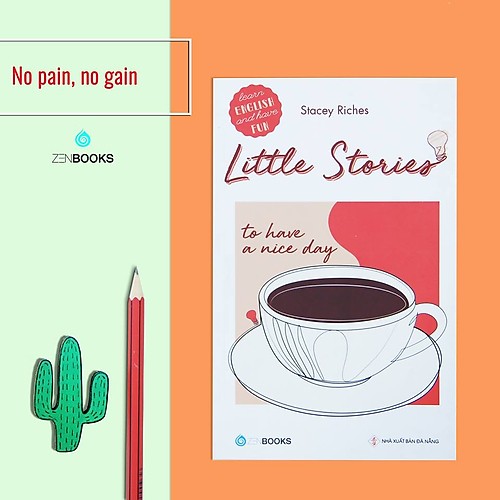 No pain, no gain
ZENBOOKS
learn
ENGLISH
and have
FUN
Stacey Riches
Little Stories
to have
a nice day
ZENBOOKS
NHÀ XUẤT BẢN ĐÀ NẴNG